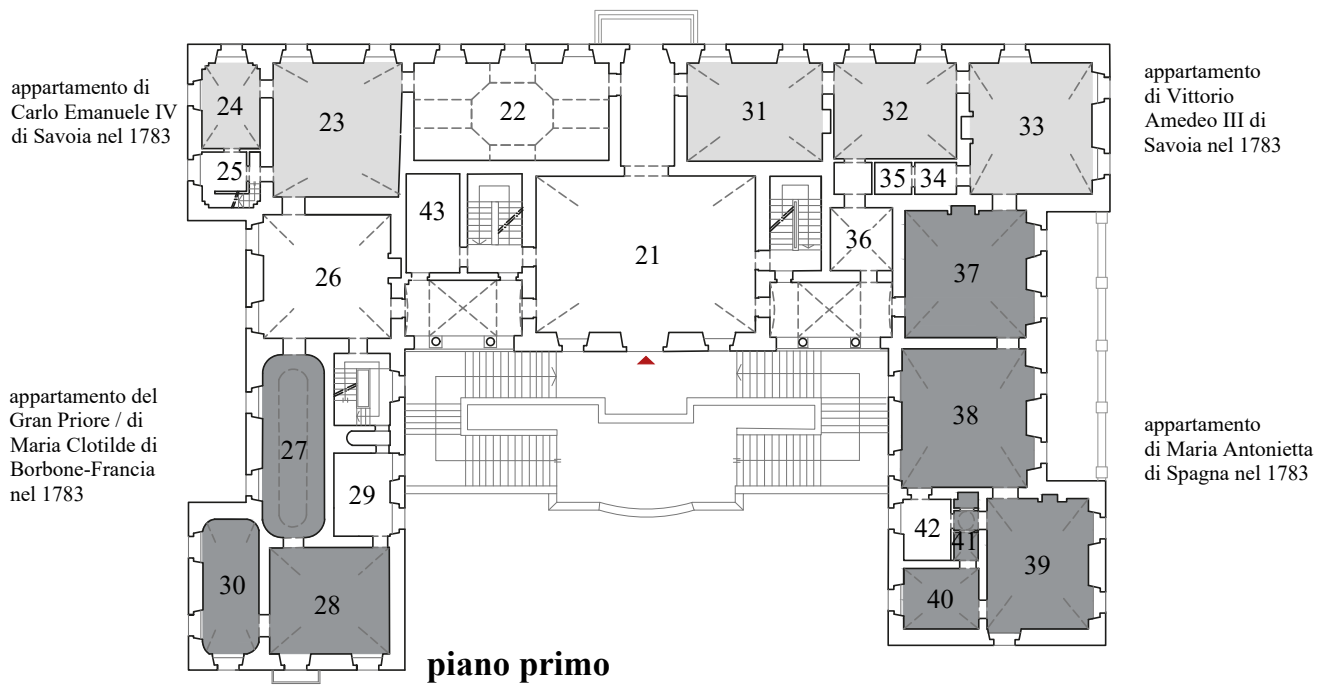 appartamento di
Carlo Emanuele IV
di Savoia nel 1783
24
23
22
31
32
33
appartamento
di Vittorio
Amedeo III di
Savoia nel 1783
25
43
35
34
26
21
36
37
appartamento del
Gran Priore / di
Maria Clotilde di
Borbone-Francia
nel 1783
27
29
38
appartamento
di Maria Antonietta
di Spagna nel 1783
42
41
30
28
40
39
piano primo